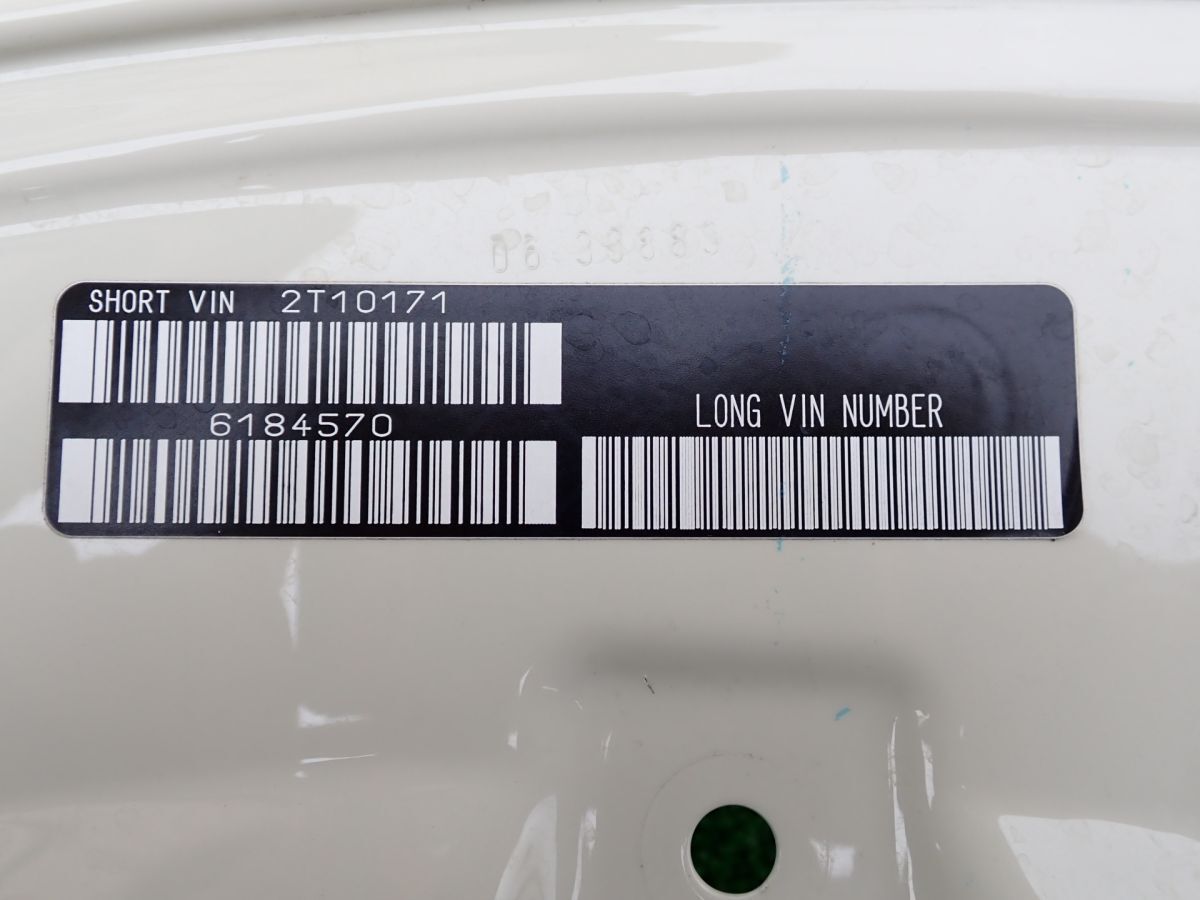 SHORT VIN 2T10171
6184570
LONG VIN NUMBER